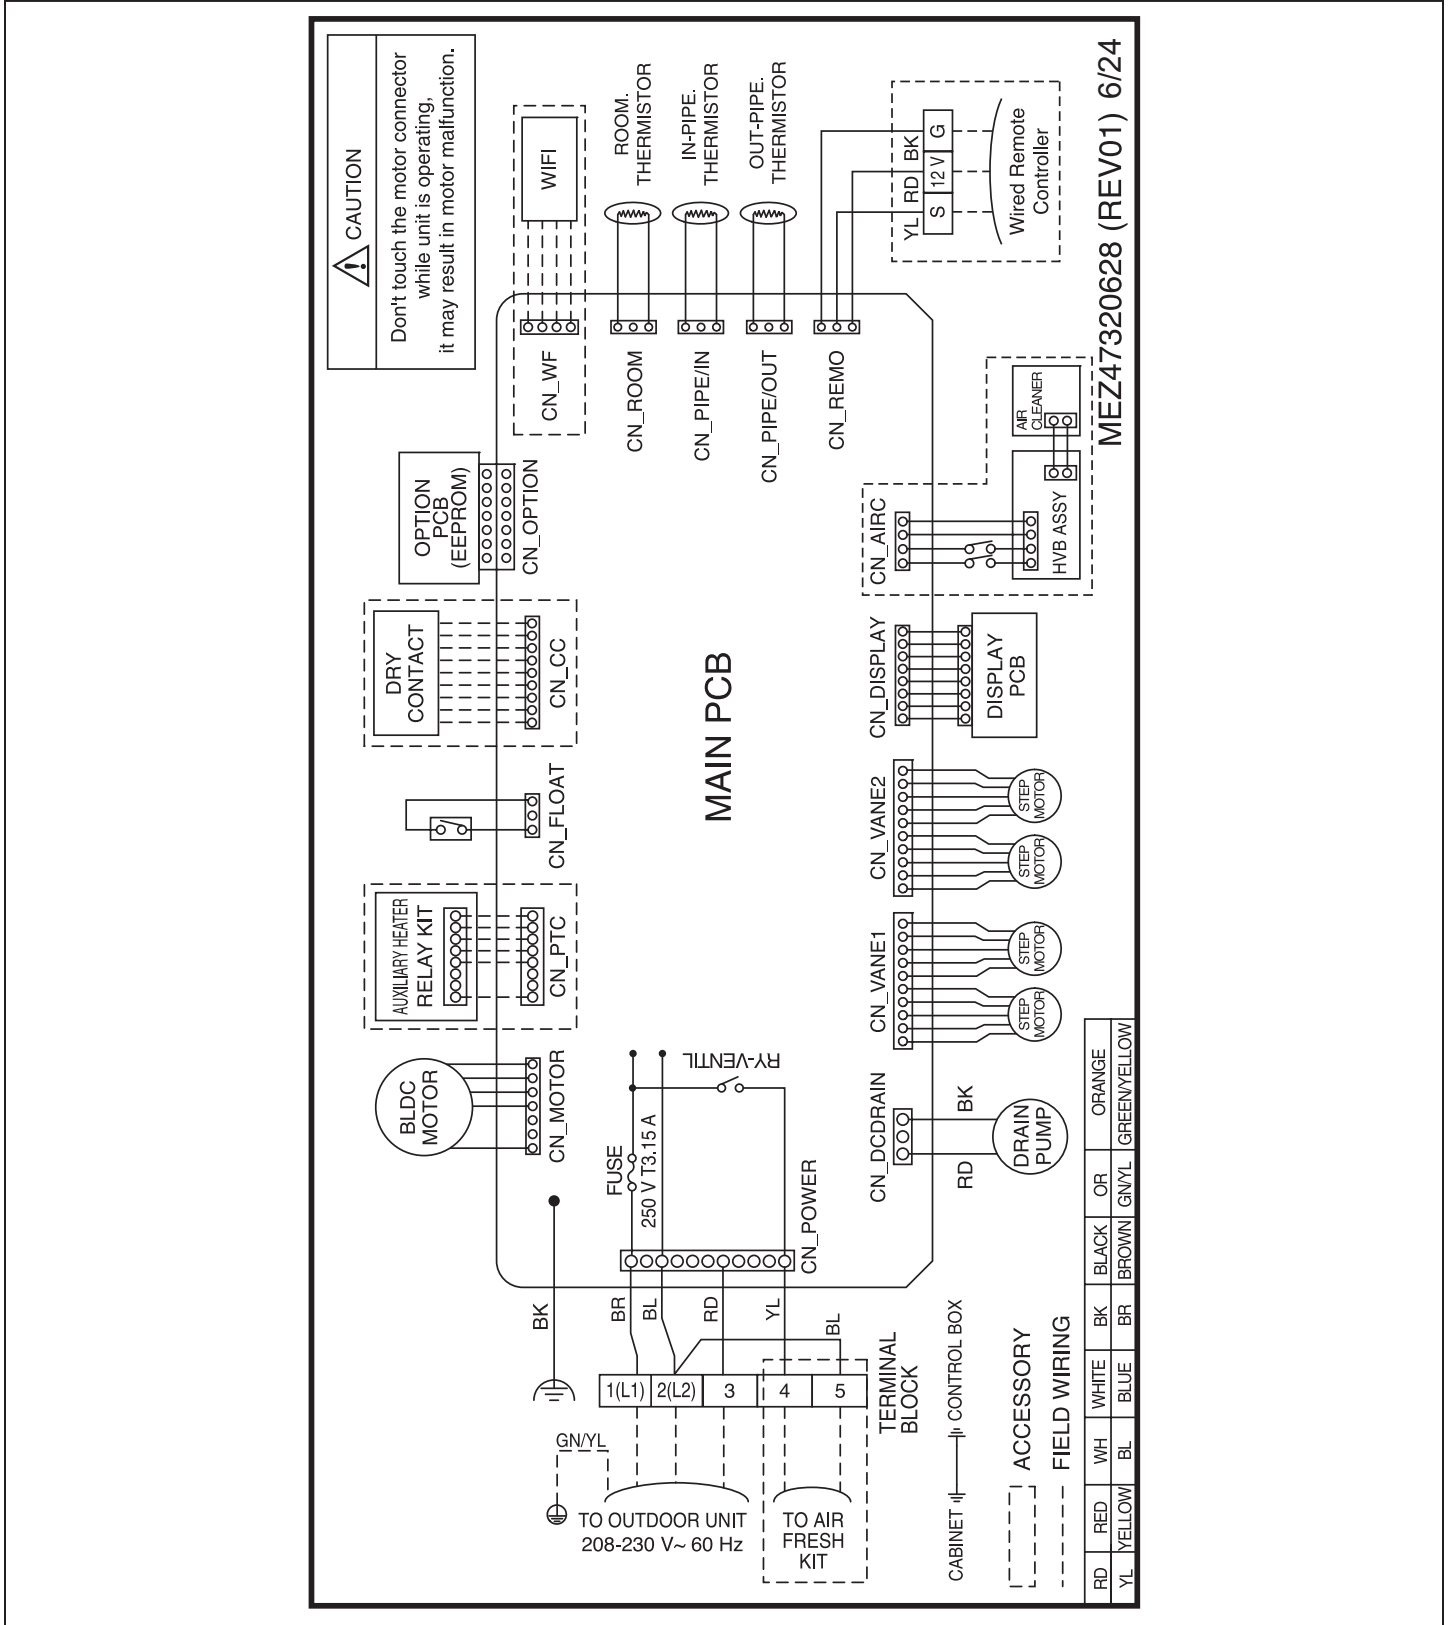 CAUTION
Don't touch the motor connector
while unit is operating,
it may result in motor malfunction.
WIFI
CN_WF
ROOM.
THERMISTOR
CN_ROOM
IN-PIPE.
THERMISTOR
CN_PIPE/IN
OUT-PIPE.
THERMISTOR
CN_PIPE/OUT
YL RD BK
S 12 V G
Wired Remote
Controller
CN_REMO
OPTION
PCB
(EEPROM)
CN_OPTION
DRY
CONTACT
CN_CC
CN_FLOAT
AUXILIARY HEATER
RELAY KIT
CN_PTC
BLDC
MOTOR
CN_MOTOR
MAIN PCB
CN_AIRC
HVB ASSY
AIR
CLEANER
CN_DISPLAY
DISPLAY
PCB
CN_VANE2
STEP
MOTOR
STEP
MOTOR
CN_VANE1
STEP
MOTOR
STEP
MOTOR
CN_DCDRAIN
RD
BK
DRAIN
PUMP
RY-VENTIL
FUSE
250 V T3.15 A
CN_POWER
BK
BR
BL
RD
YL
BL
1(L1) 2(L2) 3 4 5
TERMINAL
BLOCK
GN/YL
TO OUTDOOR UNIT
208-230 V~ 60 Hz
TO AIR
FRESH
KIT
CABINET
CONTROL BOX
ACCESSORY
FIELD WIRING
RD RED WH WHITE BK BLACK OR ORANGE
YL YELLOW BL BLUE BR BROWN GN/YL GREEN/YELLOW
MEZ47320628 (REV01) 6/24